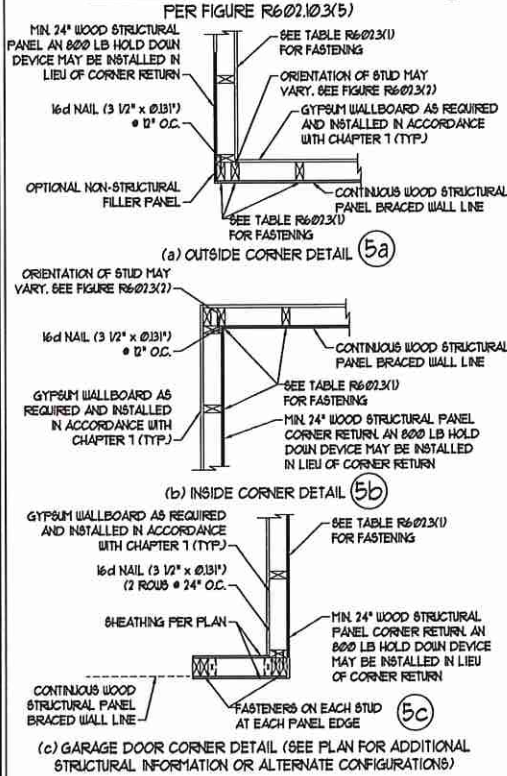 PER FIGURE R602.10.3(5)
MIN. 24" WOOD STRUCTURAL
PANEL AN 800 LB HOLD DOWN
DEVICE MAY BE INSTALLED IN
LIEU OF CORNER RETURN
SEE TABLE R602.3(1)
FOR FASTENING
ORIENTATION OF STUD MAY
VARY. SEE FIGURE R602.3(2)
16d NAIL (3 1/2" x 0.131")
@ 12" O.C.
GYPSUM WALLBOARD AS REQUIRED
AND INSTALLED IN ACCORDANCE
WITH CHAPTER 7 (TYP.)
OPTIONAL NON-STRUCTURAL
FILLER PANEL
CONTINUOUS WOOD STRUCTURAL
PANEL BRACED WALL LINE
SEE TABLE R602.3(1)
FOR FASTENING
(a) OUTSIDE CORNER DETAIL 5a
ORIENTATION OF STUD MAY
VARY. SEE FIGURE R602.3(2)
16d NAIL (3 1/2" x 0.131")
@ 12" O.C.
CONTINUOUS WOOD STRUCTURAL
PANEL BRACED WALL LINE
SEE TABLE R602.3(1)
FOR FASTENING
GYPSUM WALLBOARD AS
REQUIRED AND INSTALLED
IN ACCORDANCE WITH
CHAPTER 7 (TYP.)
MIN. 24" WOOD STRUCTURAL PANEL
CORNER RETURN. AN 800 LB HOLD
DOWN DEVICE MAY BE INSTALLED
IN LIEU OF CORNER RETURN
(b) INSIDE CORNER DETAIL 5b
GYPSUM WALLBOARD AS REQUIRED
AND INSTALLED IN ACCORDANCE
WITH CHAPTER 7 (TYP.)
SEE TABLE R602.3(1)
FOR FASTENING
16d NAIL (3 1/2" x 0.131")
(2 ROWS @ 24" O.C.
SHEATHING PER PLAN
MIN. 24" WOOD STRUCTURAL
PANEL CORNER RETURN. AN
800 LB HOLD DOWN DEVICE
MAY BE INSTALLED IN LIEU
OF CORNER RETURN
CONTINUOUS WOOD
STRUCTURAL PANEL
BRACED WALL LINE
FASTENERS ON EACH STUD
AT EACH PANEL EDGE
5c
(c) GARAGE DOOR CORNER DETAIL (SEE PLAN FOR ADDITIONAL
STRUCTURAL INFORMATION OR ALTERNATE CONFIGURATIONS)